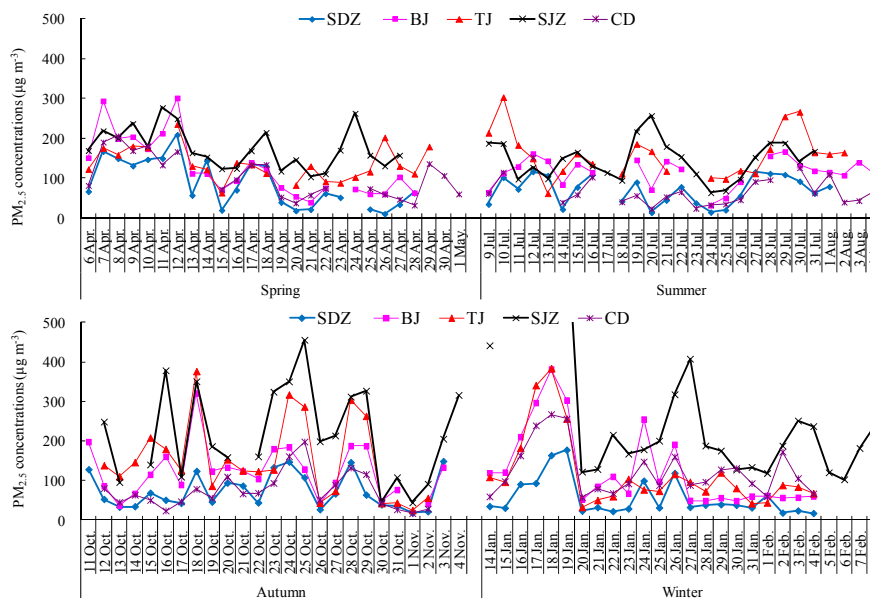 SDZ BJ TJ SJZ CD
PM2.5 concentrations (μg m-3)
500
400
300
200
100
0
6 Apr.
7 Apr.
8 Apr.
9 Apr.
10 Apr.
11 Apr.
12 Apr.
13 Apr.
14 Apr.
15 Apr.
16 Apr.
17 Apr.
18 Apr.
19 Apr.
20 Apr.
21 Apr.
22 Apr.
23 Apr.
24 Apr.
25 Apr.
26 Apr.
27 Apr.
28 Apr.
29 Apr.
30 Apr.
1 May.
9 Jul.
10 Jul.
11 Jul.
12 Jul.
13 Jul.
14 Jul.
15 Jul.
16 Jul.
17 Jul.
18 Jul.
19 Jul.
20 Jul.
21 Jul.
22 Jul.
23 Jul.
24 Jul.
25 Jul.
26 Jul.
27 Jul.
28 Jul.
29 Jul.
30 Jul.
31 Jul.
1 Aug
2 Aug
3 Aug
Spring Summer
SDZ BJ TJ SJZ CD
PM2.5 concentrations (μg m-3)
500
400
300
200
100
0
11 Oct.
12 Oct.
13 Oct.
14 Oct.
15 Oct.
16 Oct.
17 Oct.
18 Oct.
19 Oct.
20 Oct.
21 Oct.
22 Oct.
23 Oct.
24 Oct.
25 Oct.
26 Oct.
27 Oct.
28 Oct.
29 Oct.
30 Oct.
31 Oct.
1 Nov.
2 Nov.
3 Nov.
4 Nov.
14 Jan.
15 Jan.
16 Jan.
17 Jan.
18 Jan.
19 Jan.
20 Jan.
21 Jan.
22 Jan.
23 Jan.
24 Jan.
25 Jan.
26 Jan.
27 Jan.
28 Jan.
29 Jan.
30 Jan.
31 Jan.
1 Feb.
2 Feb.
3 Feb.
4 Feb.
5 Feb.
6 Feb.
7 Feb.
Autumn Winter